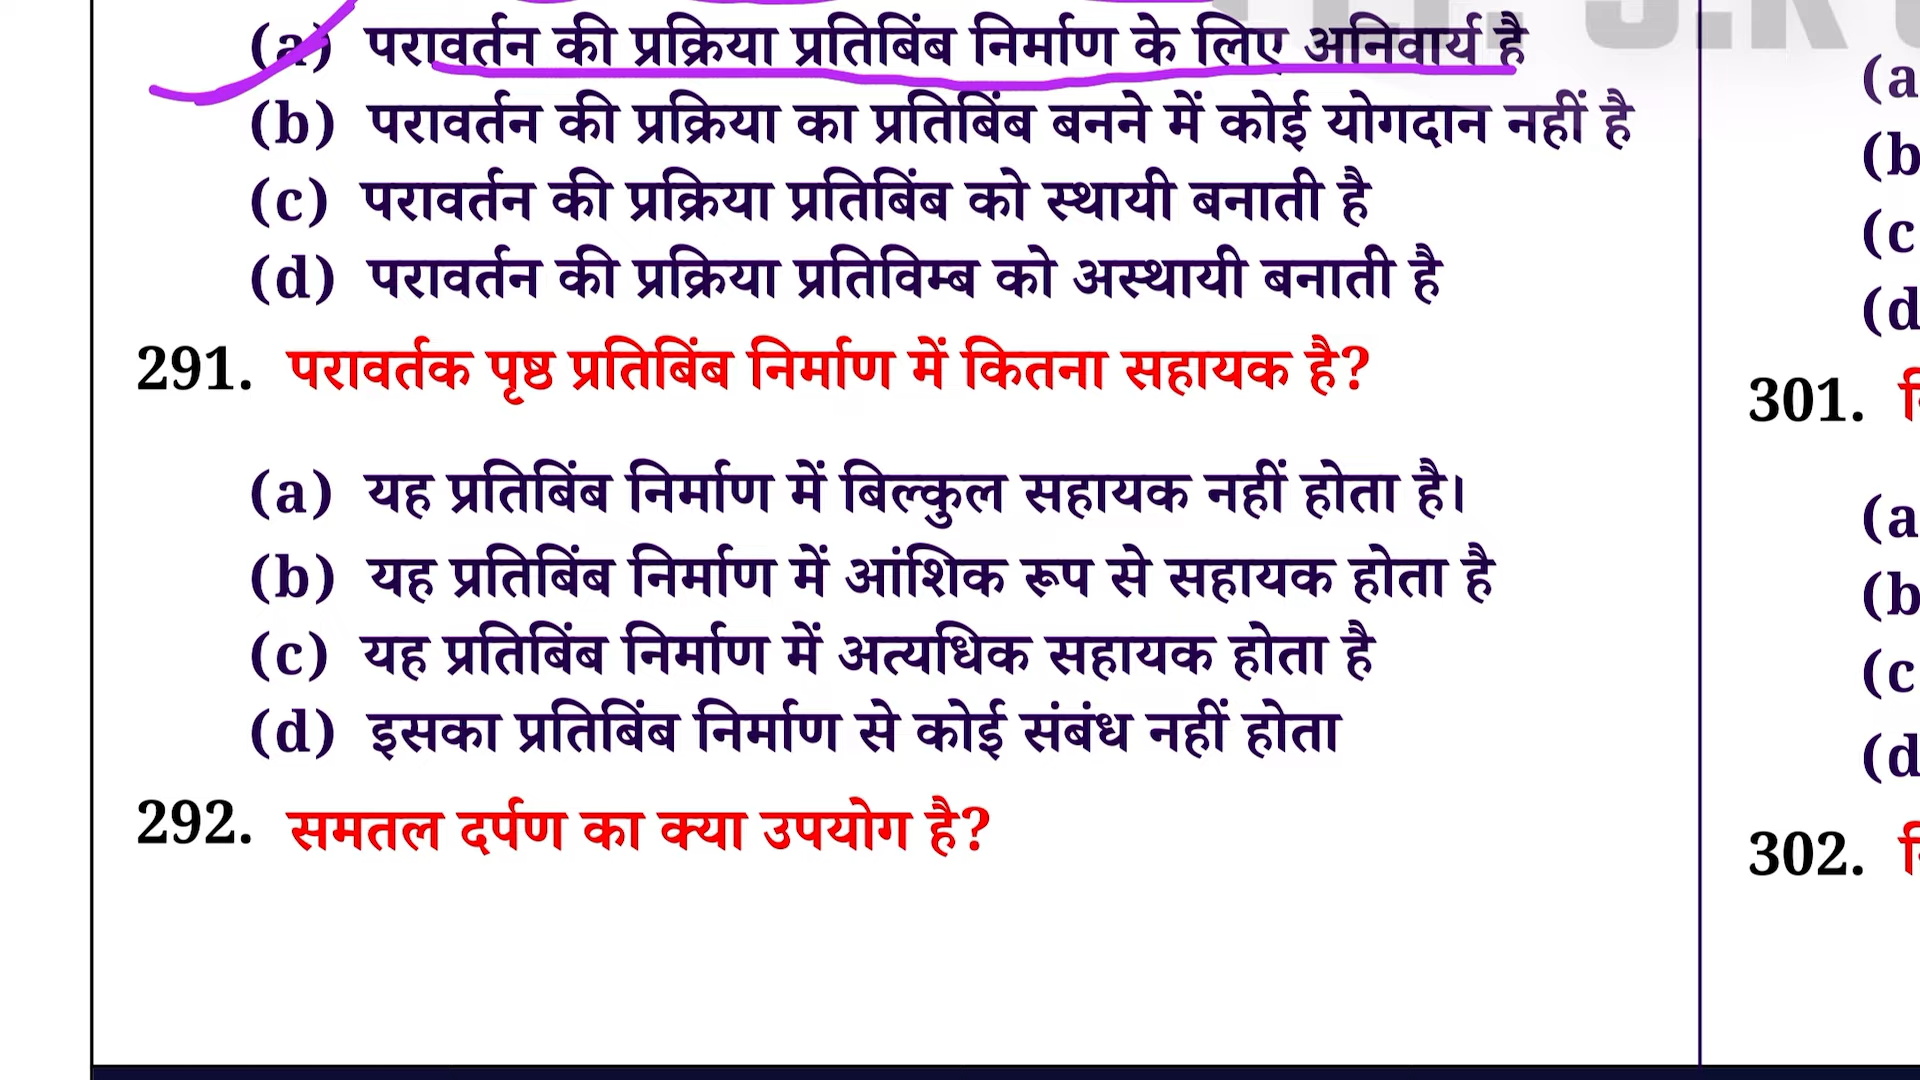 (a) परावर्तन की प्रक्रिया प्रतिबिंब निर्माण के लिए अनिवार्य है
(b) परावर्तन की प्रक्रिया का प्रतिबिंब बनने में कोई योगदान नहीं है
(c) परावर्तन की प्रक्रिया प्रतिबिंब को स्थायी बनाती है
(d) परावर्तन की प्रक्रिया प्रतिविम्ब को अस्थायी बनाती है
291. परावर्तक पृष्ठ प्रतिबिंब निर्माण में कितना सहायक है?
(a) यह प्रतिबिंब निर्माण में बिल्कुल सहायक नहीं होता है।
(b) यह प्रतिबिंब निर्माण में आंशिक रूप से सहायक होता है
(c) यह प्रतिबिंब निर्माण में अत्यधिक सहायक होता है
(d) इसका प्रतिबिंब निर्माण से कोई संबंध नहीं होता
292. समतल दर्पण का क्या उपयोग है?
(a
(b
(c
(d
301.
(a
(b
(c
(d
302.